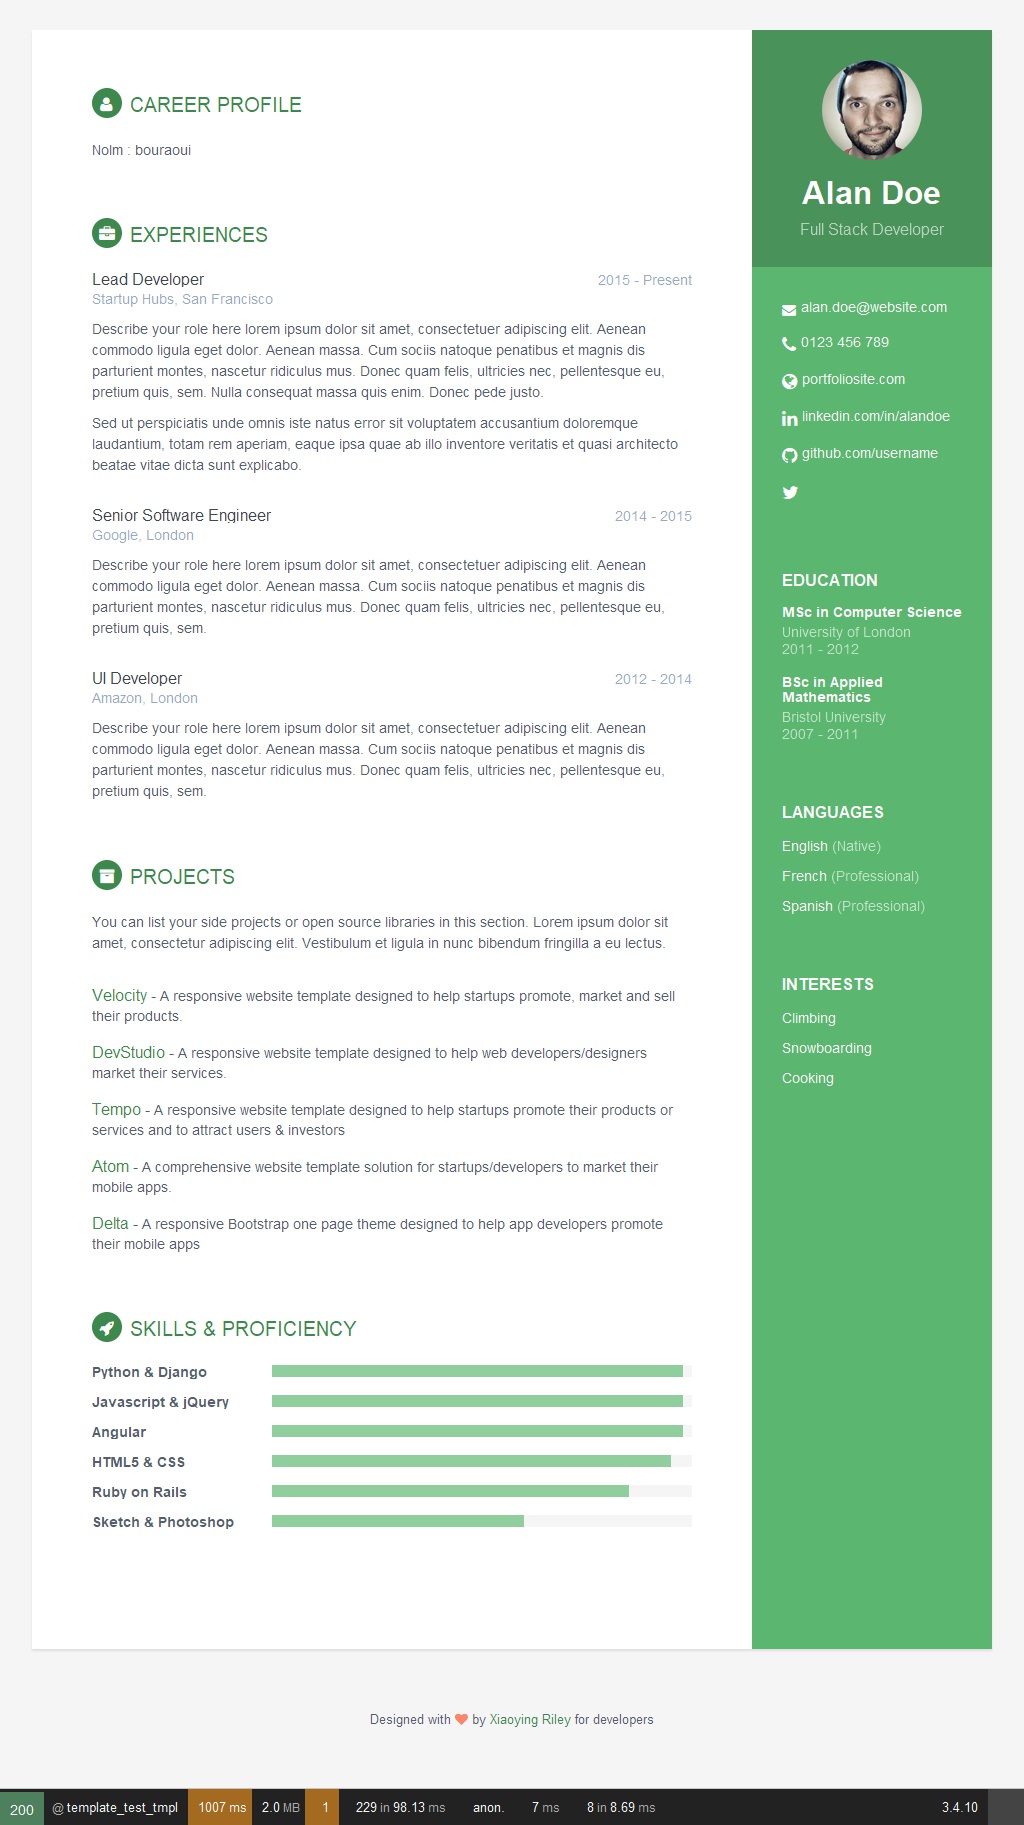 CAREER PROFILE
Nolm : bouraoui
EXPERIENCES
Lead Developer
2015 - Present
Startup Hubs, San Francisco
Describe your role here lorem ipsum dolor sit amet, consectetuer adipiscing elit. Aenean
commodo ligula eget dolor. Aenean massa. Cum sociis natoque penatibus et magnis dis
parturient montes, nascetur ridiculus mus. Donec quam felis, ultricies nec, pellentesque eu,
pretium quis, sem. Nulla consequat massa quis enim. Donec pede justo.
Sed ut perspiciatis unde omnis iste natus error sit voluptatem accusantium doloremque
laudantium, totam rem aperiam, eaque ipsa quae ab illo inventore veritatis et quasi architecto
beatae vitae dicta sunt explicabo.
Senior Software Engineer
2014 - 2015
Google, London
Describe your role here lorem ipsum dolor sit amet, consectetuer adipiscing elit. Aenean
commodo ligula eget dolor. Aenean massa. Cum sociis natoque penatibus et magnis dis
parturient montes, nascetur ridiculus mus. Donec quam felis, ultricies nec, pellentesque eu,
pretium quis, sem.
UI Developer
2012 - 2014
Amazon, London
Describe your role here lorem ipsum dolor sit amet, consectetuer adipiscing elit. Aenean
commodo ligula eget dolor. Aenean massa. Cum sociis natoque penatibus et magnis dis
parturient montes, nascetur ridiculus mus. Donec quam felis, ultricies nec, pellentesque eu,
pretium quis, sem.
PROJECTS
You can list your side projects or open source libraries in this section. Lorem ipsum dolor sit
amet, consectetur adipiscing elit. Vestibulum et ligula in nunc bibendum fringilla a eu lectus.
Velocity - A responsive website template designed to help startups promote, market and sell
their products.
DevStudio - A responsive website template designed to help web developers/designers
market their services.
Tempo - A responsive website template designed to help startups promote their products or
services and to attract users & investors
Atom - A comprehensive website template solution for startups/developers to market their
mobile apps.
Delta - A responsive Bootstrap one page theme designed to help app developers promote
their mobile apps
SKILLS & PROFICIENCY
Python & Django
Javascript & jQuery
Angular
HTML5 & CSS
Ruby on Rails
Sketch & Photoshop
Alan Doe
Full Stack Developer
alan.doe@website.com
0123 456 789
portfoliosite.com
linkedin.com/in/alandoe
github.com/username
EDUCATION
MSc in Computer Science
University of London
2011 - 2012
BSc in Applied
Mathematics
Bristol University
2007 - 2011
LANGUAGES
English (Native)
French (Professional)
Spanish (Professional)
INTERESTS
Climbing
Snowboarding
Cooking
Designed with ♥ by Xiaoying Riley for developers
200 @ template_test_tmpl 1007 ms 2.0 MB 1 229 in 98.13 ms anon. 7 ms 8 in 8.69 ms 3.4.10